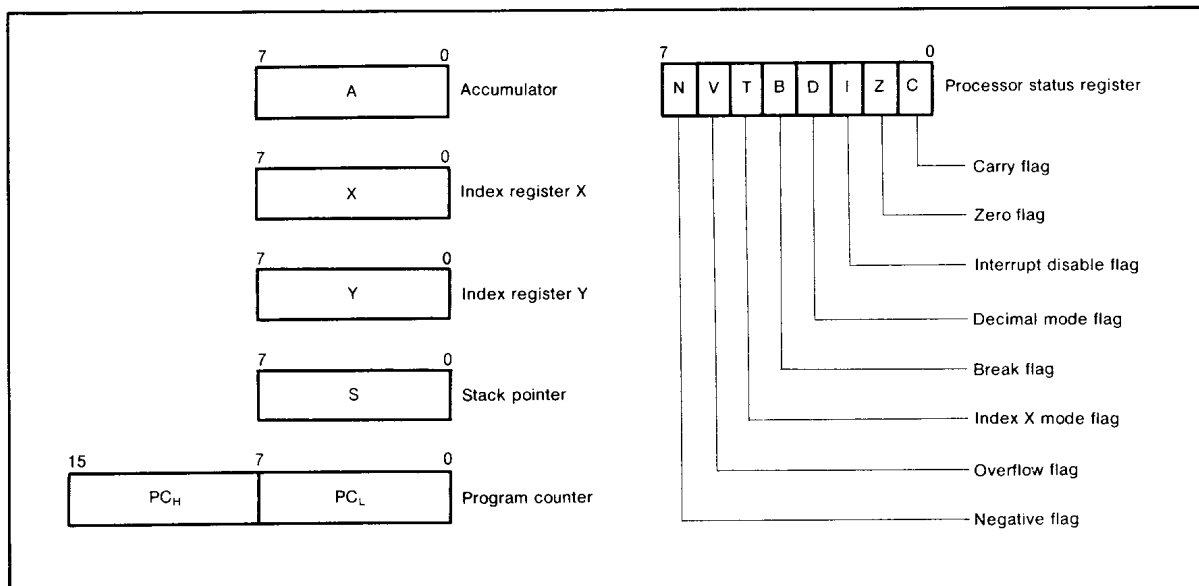 7 0
A Accumulator
7 0
X Index register X
7 0
Y Index register Y
7 0
S Stack pointer
15 7 0
PCH PCL Program counter
7 0
N V T B D I Z C Processor status register
Carry flag
Zero flag
Interrupt disable flag
Decimal mode flag
Break flag
Index X mode flag
Overflow flag
Negative flag